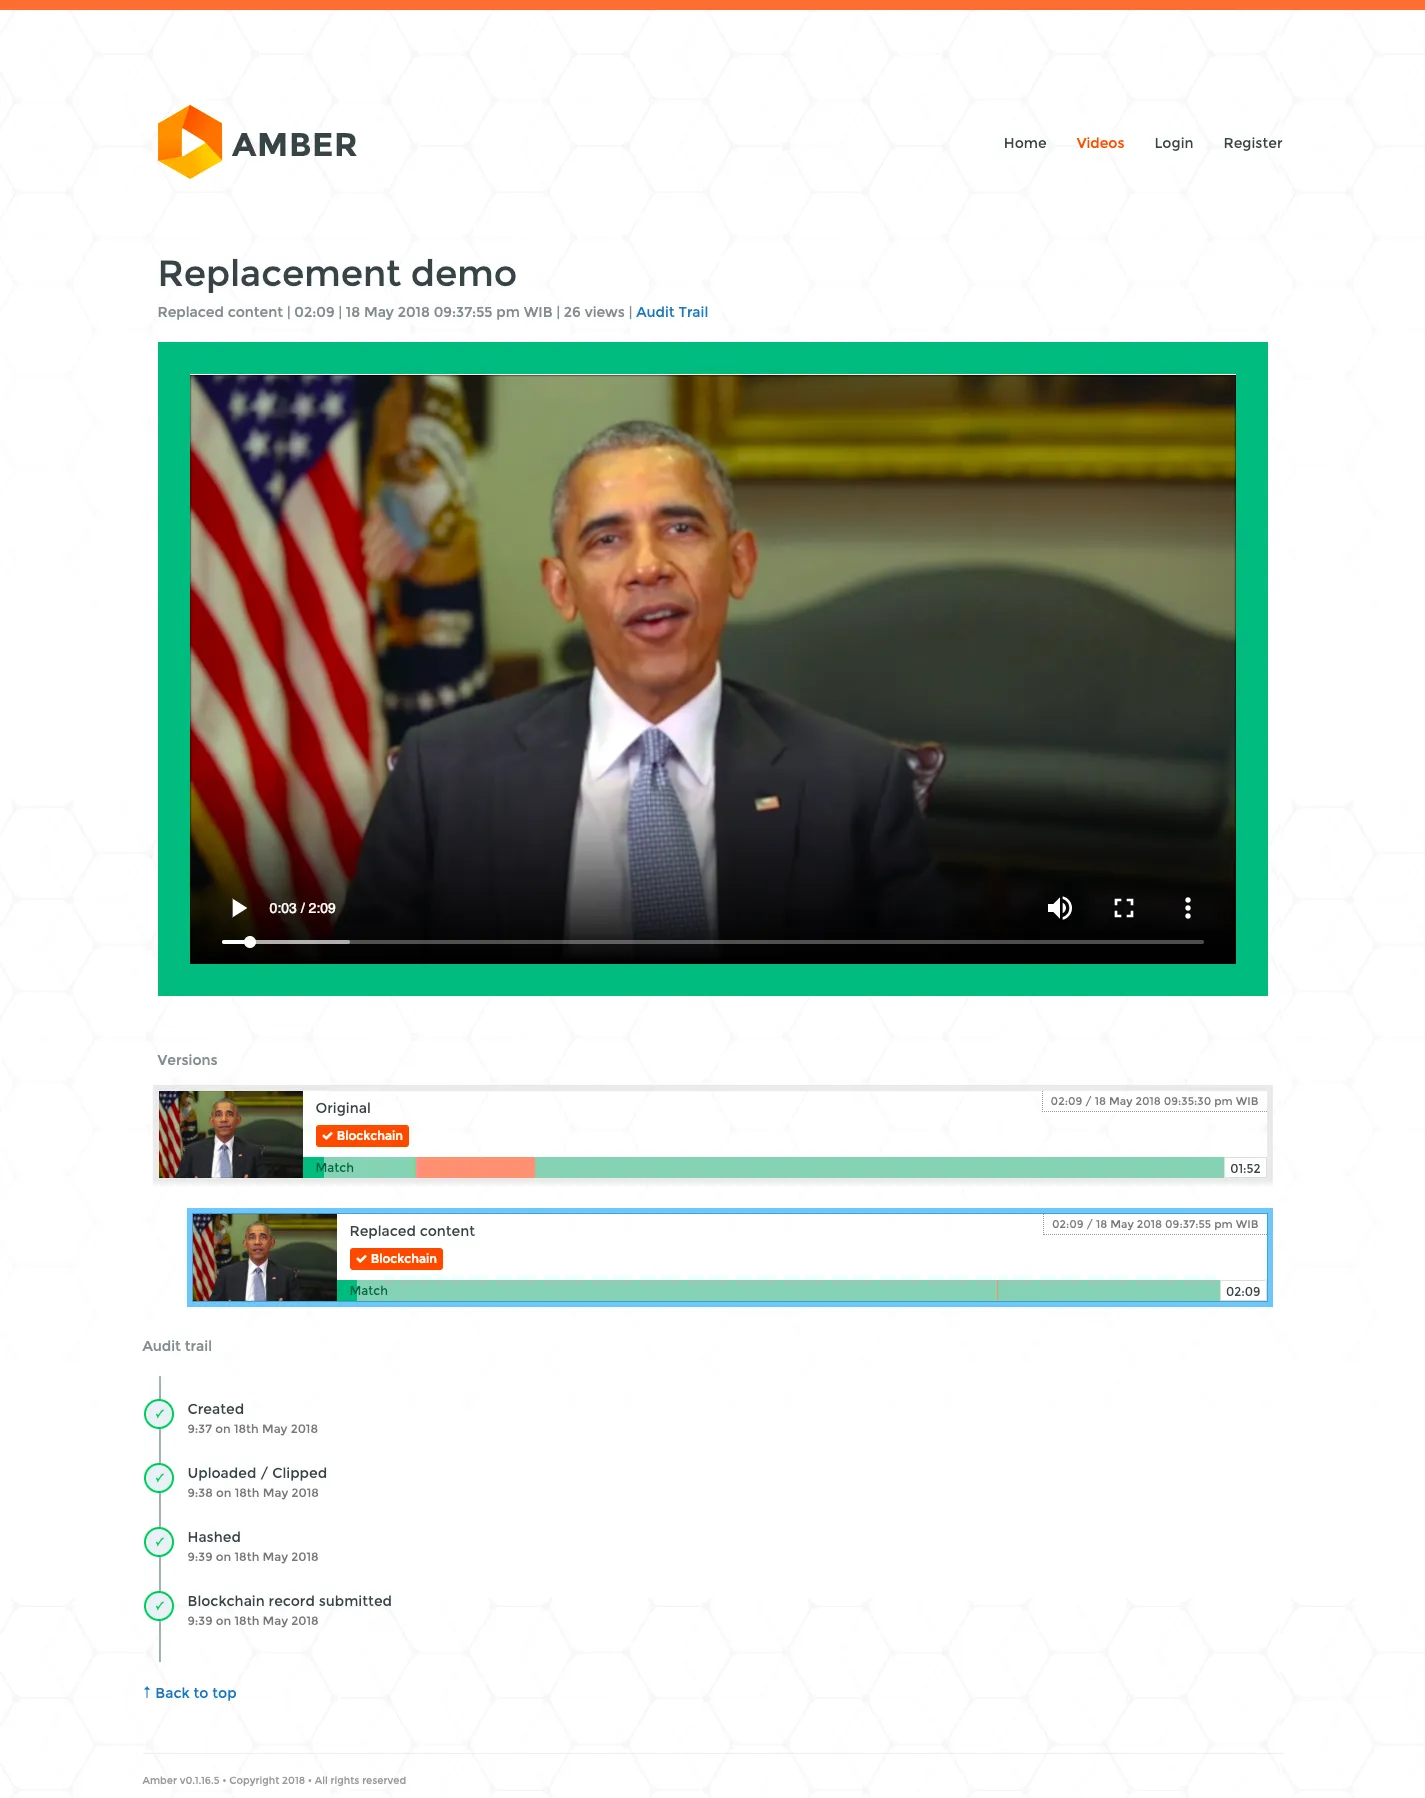 AMBER
Home Videos Login Register
Replacement demo
Replaced content | 02:09 | 18 May 2018 09:37:55 pm WIB | 26 views | Audit Trail
0:03 / 2:09
Versions
Original
02:09 / 18 May 2018 09:35:30 pm WIB
✓ Blockchain
Match
01:52
Replaced content
02:09 / 18 May 2018 09:37:55 pm WIB
✓ Blockchain
Match
02:09
Audit trail
✓ Created
9:37 on 18th May 2018
✓ Uploaded / Clipped
9:38 on 18th May 2018
✓ Hashed
9:39 on 18th May 2018
✓ Blockchain record submitted
9:39 on 18th May 2018
↑ Back to top
Amber v0.1.16.5 • Copyright 2018 • All rights reserved